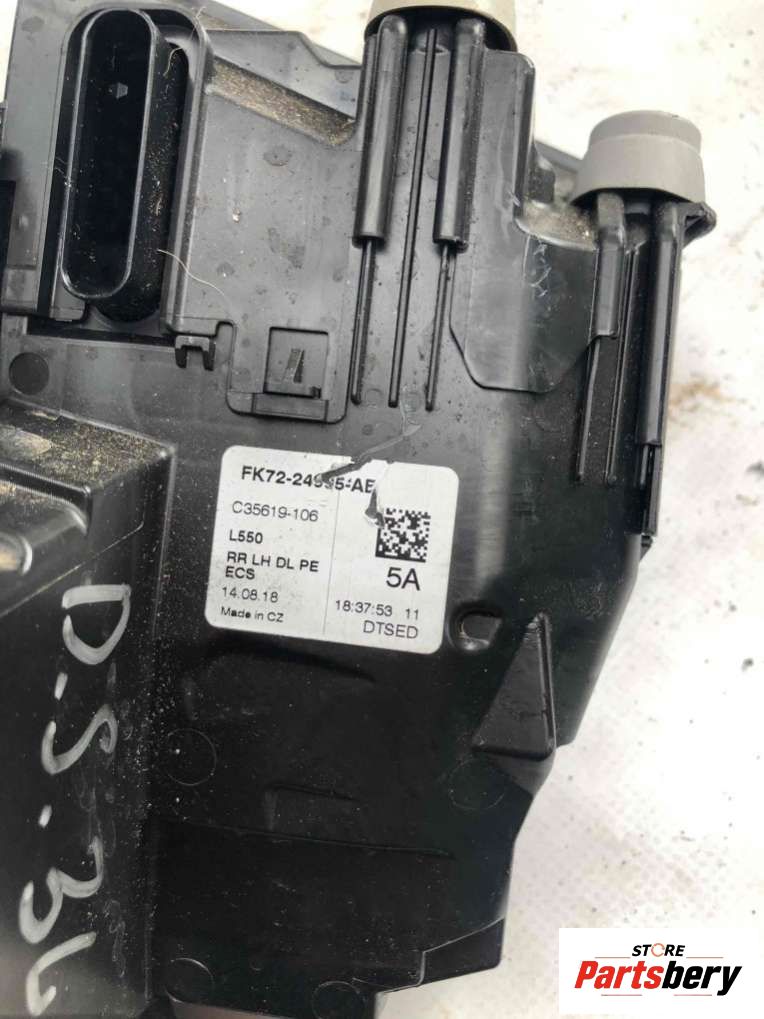 C35619-106
L550
RR LH DL PE
ECS
5A
14.08.18
18:37:53 11
Made in CZ
DTSED
D.S.
STORE
Partsbery